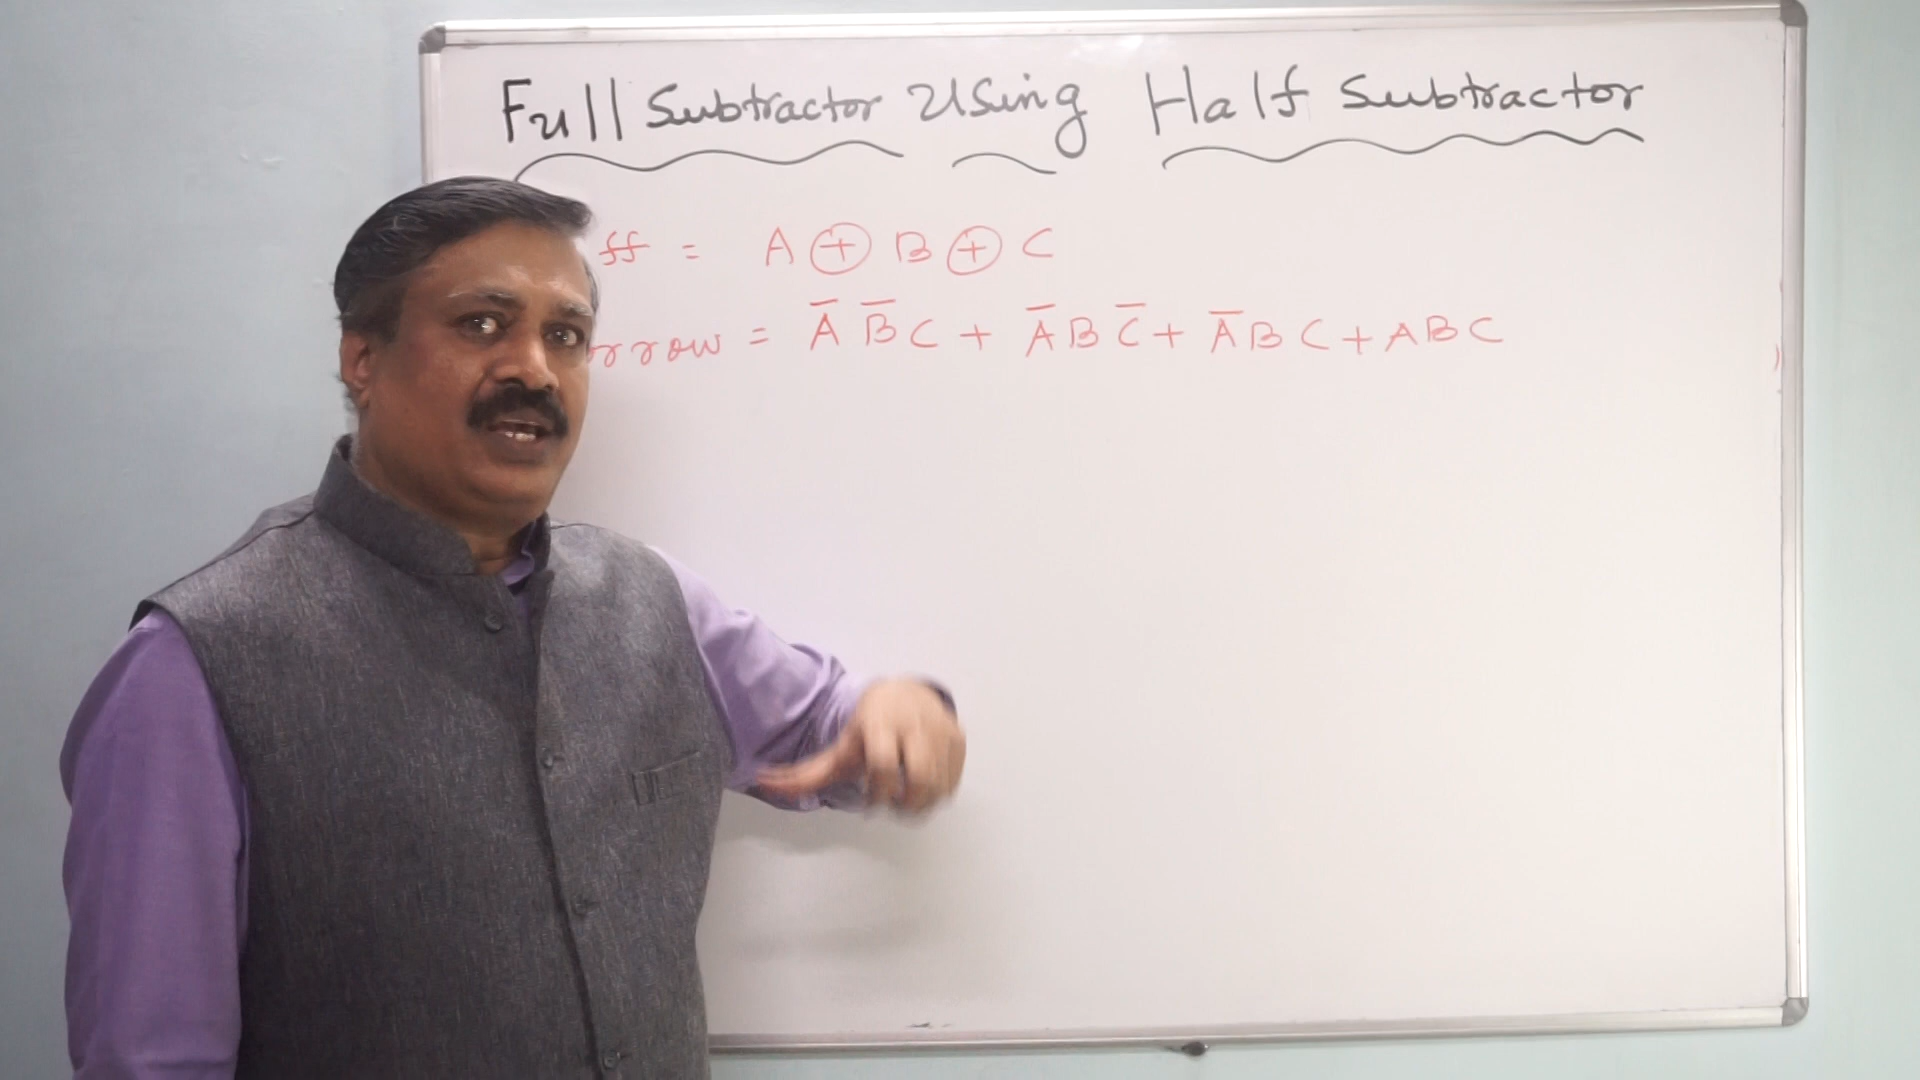 Full Subtractor Using Half Subtractor
ff = A ⊕ B ⊕ C
rrow = A̅ B̅ C + A̅ B C̅ + A̅ B C + A B C